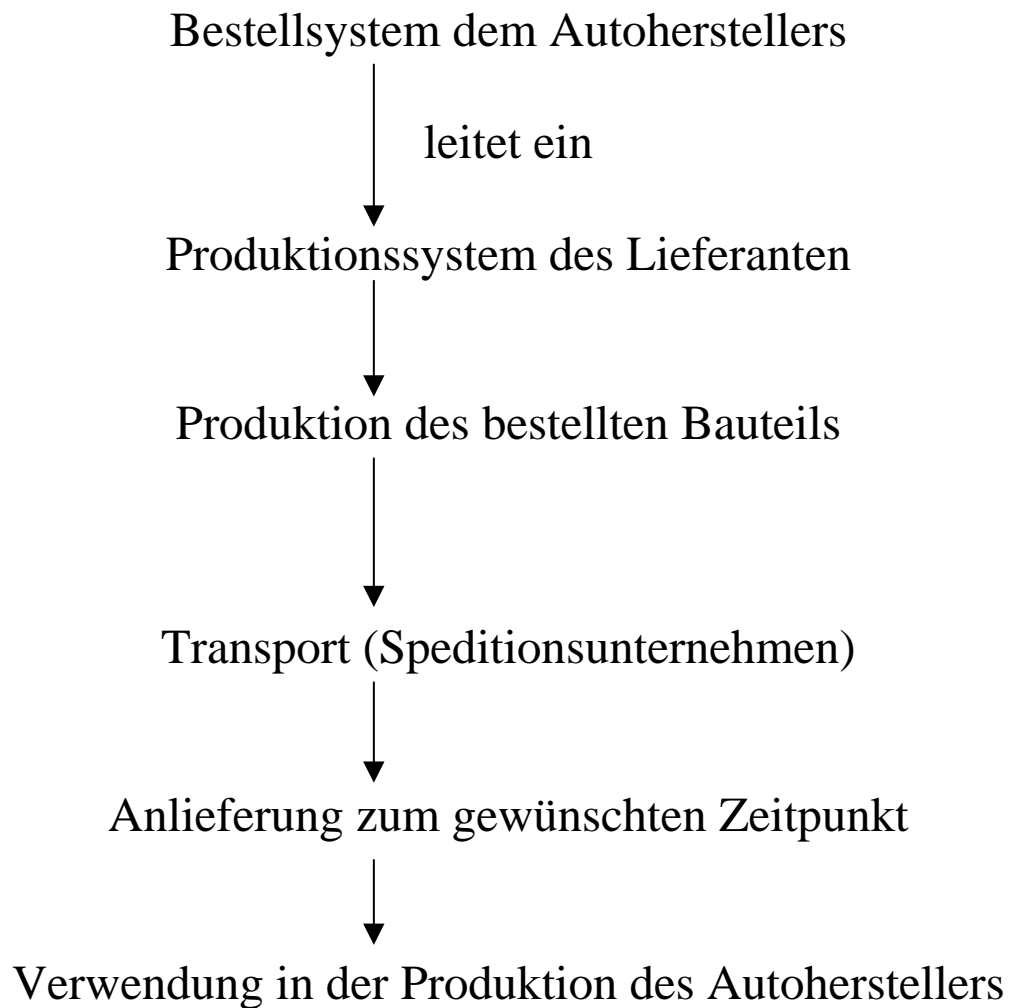 Bestellsystem dem Autoherstellers
leitet ein
Produktionssystem des Lieferanten
Produktion des bestellten Bauteils
Transport (Speditionsunternehmen)
Anlieferung zum gewünschten Zeitpunkt
Verwendung in der Produktion des Autoherstellers